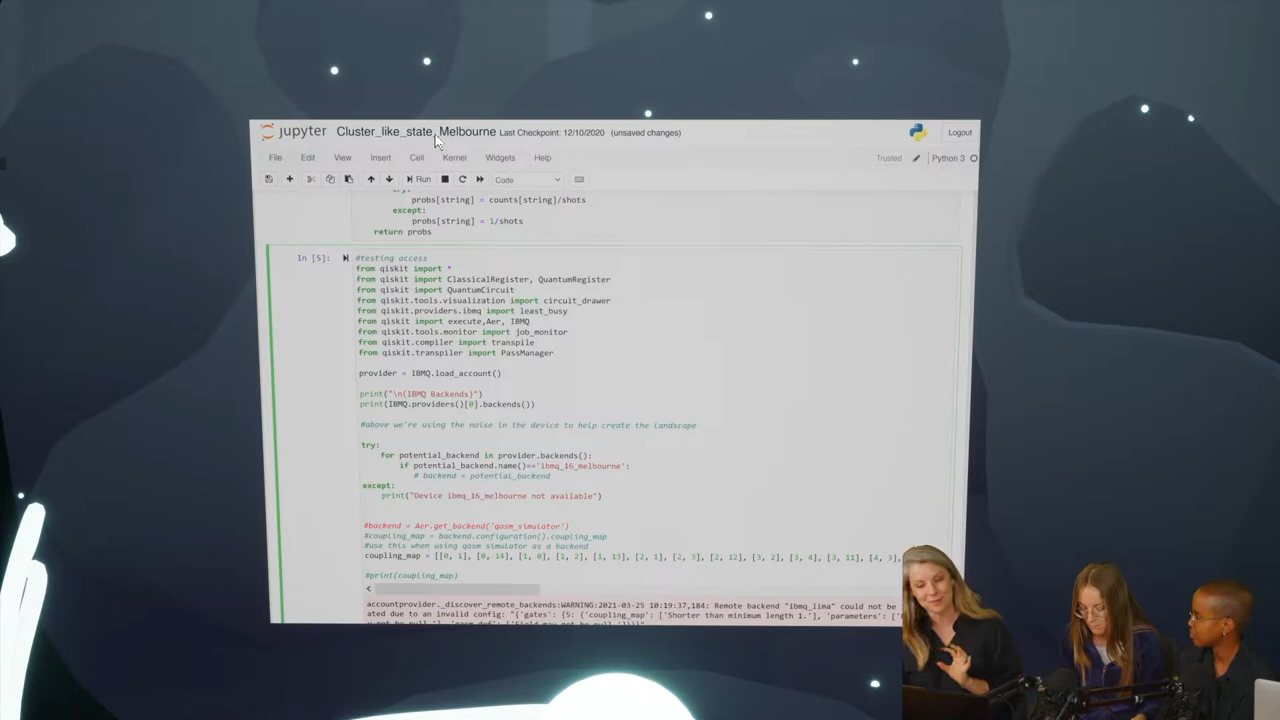 jupyter Cluster_like_state_Melbourne Last Checkpoint: 12/10/2020 (unsaved changes) Logout
File Edit View Insert Cell Kernel Widgets Help Trusted Python 3
Run Code
try:
probs[string] = counts[string]/shots
except:
probs[string] = 1/shots
return probs
In [5]: #testing access
from qiskit import *
from qiskit import ClassicalRegister, QuantumRegister
from qiskit import QuantumCircuit
from qiskit.tools.visualization import circuit_drawer
from qiskit.providers.ibmq import least_busy
from qiskit import execute,Aer, IBMQ
from qiskit.tools.monitor import job_monitor
from qiskit.compiler import transpile
from qiskit.transpiler import PassManager
provider = IBMQ.load_account()
print("\n(IBMQ Backends)")
print(IBMQ.providers()[0].backends())
#above we're using the noise in the device to help create the landscape
try:
for potential_backend in provider.backends():
if potential_backend.name()=='ibmq_16_melbourne':
# backend = potential_backend
except:
print("Device ibmq_16_melbourne not available")
#backend = Aer.get_backend('qasm_simulator')
#coupling_map = backend.configuration().coupling_map
#use this when using qasm simulator as a backend
coupling_map = [[0, 1], [0, 14], [1, 0], [1, 2], [1, 13], [2, 1], [2, 3], [2, 12], [3, 2], [3, 4], [3, 11], [4, 3],
#print(coupling_map)
accountprovider._discover_remote_backends:WARNING:2021-03-25 10:19:37,184: Remote backend "ibmq_lima" could not be
ated due to an invalid config: "{'gates': {5: {'coupling_map': ['Shorter than minimum length 1.'], 'parameters': ['